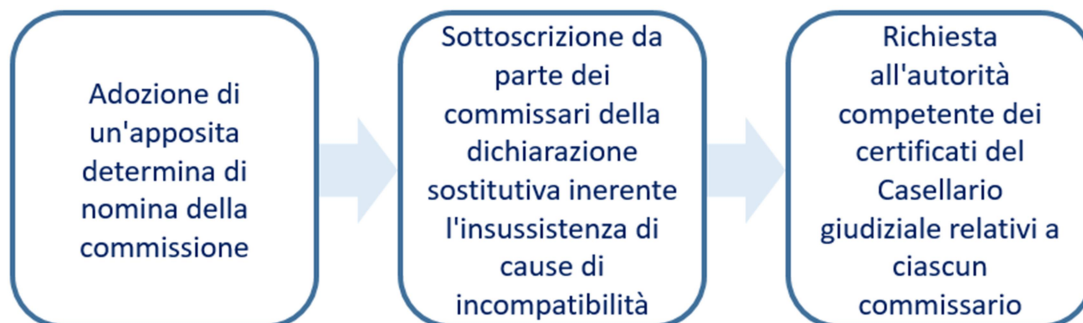 Adozione di
un'apposita
determina di
nomina della
commissione
Sottoscrizione da
parte dei
commissari della
dichiarazione
sostitutiva inerente
l'insussistenza di
cause di
incompatibilità
Richiesta
all'autorità
competente dei
certificati del
Casellario
giudiziale relativi a
ciascun
commissario